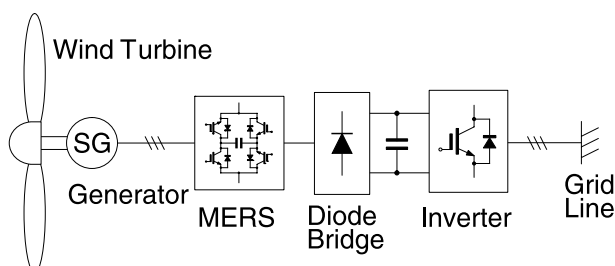 Wind Turbine
SG
Generator
MERS
Diode
Bridge
Inverter
Grid
Line